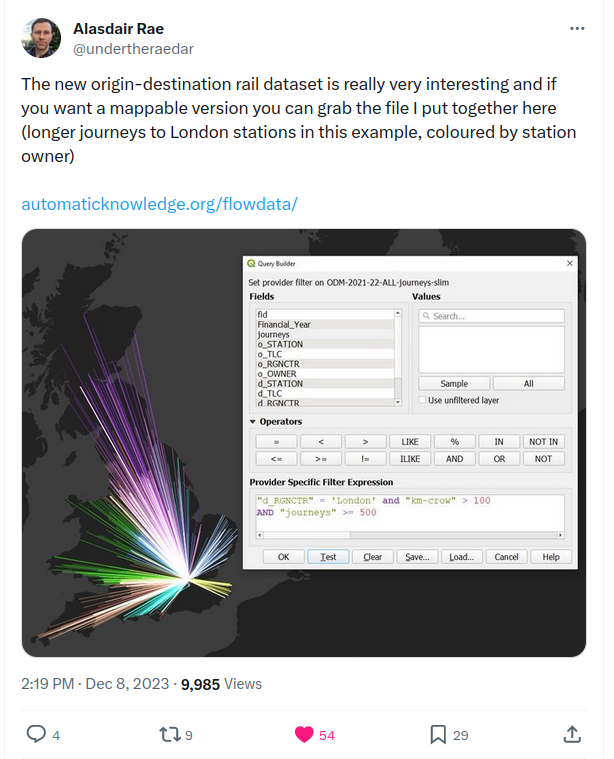 Alasdair Rae
@undertheraedar
The new origin-destination rail dataset is really very interesting and if
you want a mappable version you can grab the file I put together here
(longer journeys to London stations in this example, coloured by station
owner)
automaticknowledge.org/flowdata/
Query Builder
Set provider filter on ODM-2021-22-ALL-journeys-slim
Fields
Values
fid
Financial_Year
journeys
o_STATION
o_TLC
o_RGNCTR
o_OWNER
d_STATION
d_TLC
d_RGNCTR
Search...
Sample
All
Use unfiltered layer
Operators
= < > LIKE % IN NOT IN
<= >= != ILIKE AND OR NOT
Provider Specific Filter Expression
"d_RGNCTR" = 'London' and "km-crow" > 100
AND "journeys" >= 500
OK Test Clear Save... Load... Cancel Help
2:19 PM · Dec 8, 2023 · 9,985 Views
4 9 54 29